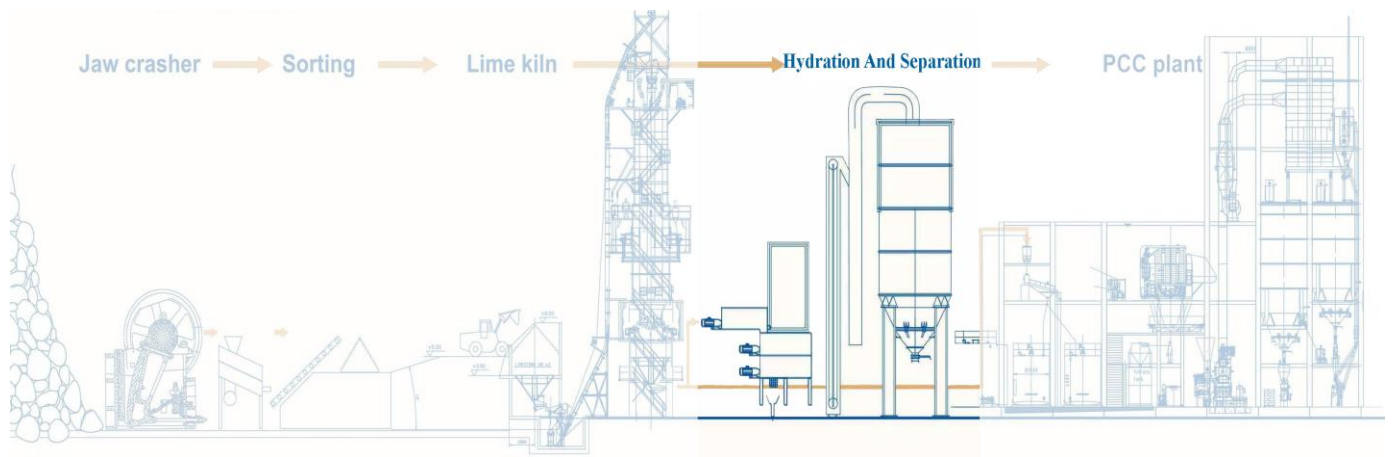 Jaw crasher
Sorting
Lime kiln
Hydration And Separation
PCC plant